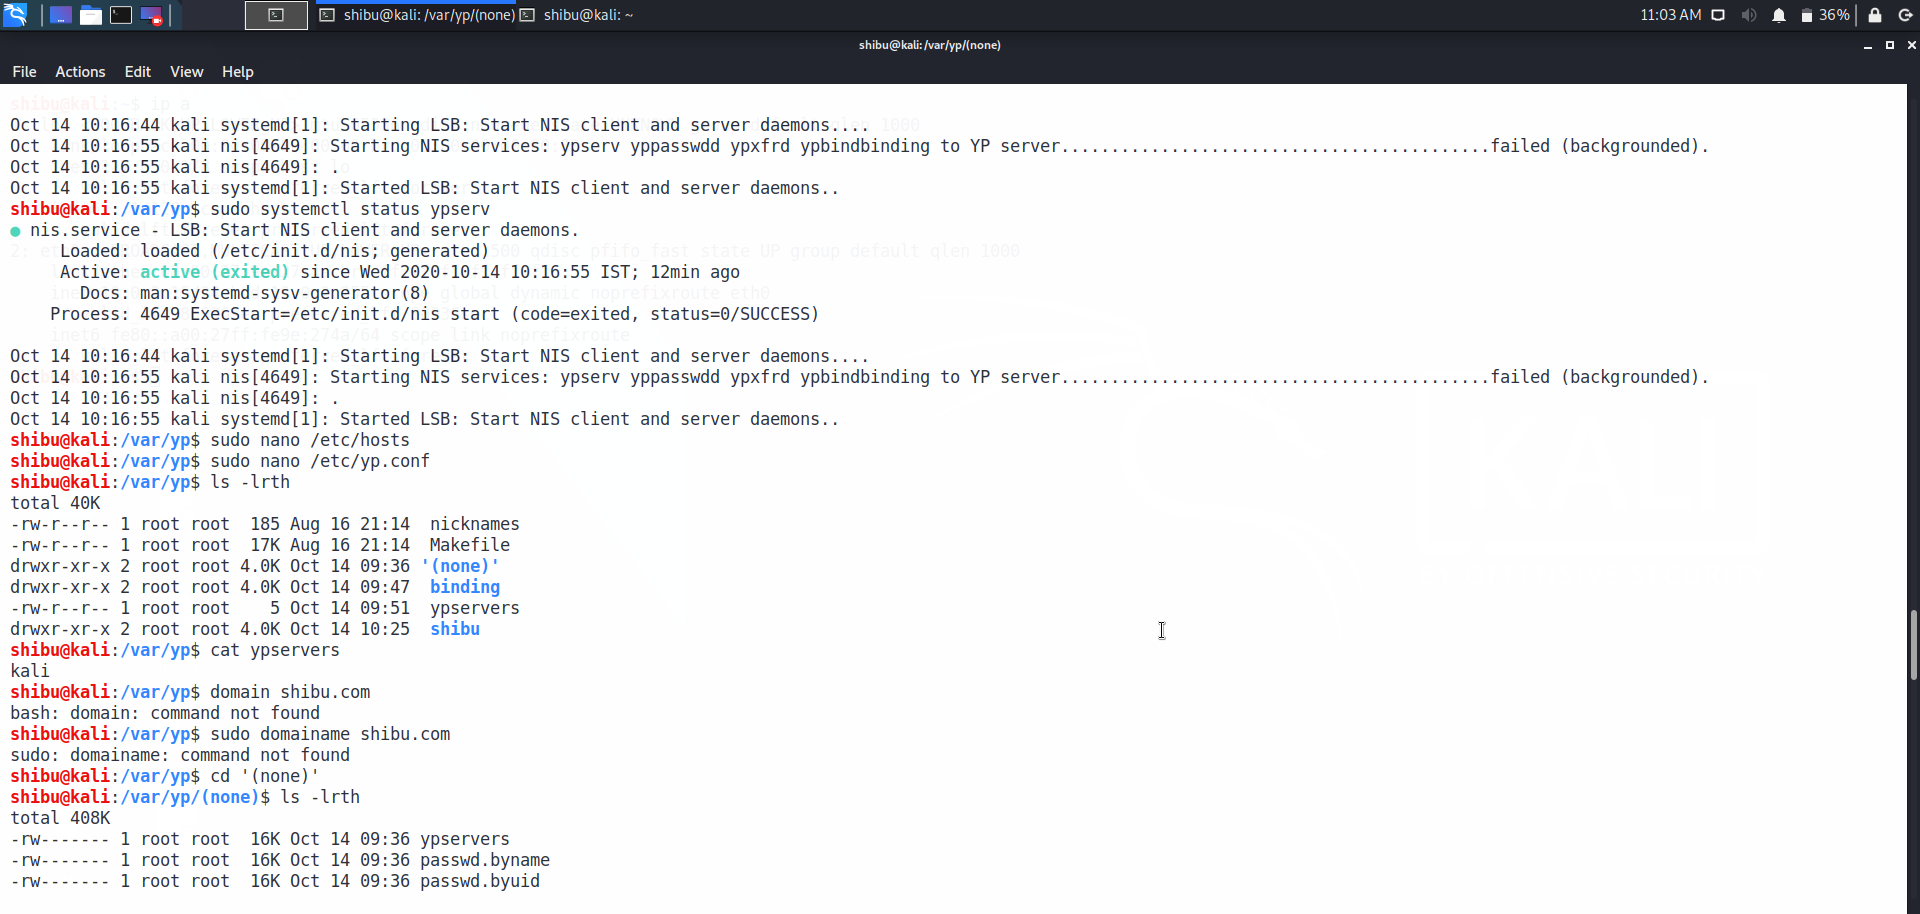 shibu@kali: /var/yp/(none) shibu@kali: ~ 11:03 AM 36%
shibu@kali:/var/yp/(none)
File Actions Edit View Help
shibu@kali:~$ ip a
Oct 14 10:16:44 kali systemd[1]: Starting LSB: Start NIS client and server daemons....
Oct 14 10:16:55 kali nis[4649]: Starting NIS services: ypserv yppasswdd ypxfrd ypbindbinding to YP server...........................................failed (backgrounded).
Oct 14 10:16:55 kali nis[4649]: .
Oct 14 10:16:55 kali systemd[1]: Started LSB: Start NIS client and server daemons..
shibu@kali:/var/yp$ sudo systemctl status ypserv
● nis.service - LSB: Start NIS client and server daemons.
Loaded: loaded (/etc/init.d/nis; generated)
Active: active (exited) since Wed 2020-10-14 10:16:55 IST; 12min ago
Docs: man:systemd-sysv-generator(8)
Process: 4649 ExecStart=/etc/init.d/nis start (code=exited, status=0/SUCCESS)
Oct 14 10:16:44 kali systemd[1]: Starting LSB: Start NIS client and server daemons....
Oct 14 10:16:55 kali nis[4649]: Starting NIS services: ypserv yppasswdd ypxfrd ypbindbinding to YP server...........................................failed (backgrounded).
Oct 14 10:16:55 kali nis[4649]: .
Oct 14 10:16:55 kali systemd[1]: Started LSB: Start NIS client and server daemons..
shibu@kali:/var/yp$ sudo nano /etc/hosts
shibu@kali:/var/yp$ sudo nano /etc/yp.conf
shibu@kali:/var/yp$ ls -lrth
total 40K
-rw-r--r-- 1 root root  185 Aug 16 21:14  nicknames
-rw-r--r-- 1 root root  17K Aug 16 21:14  Makefile
drwxr-xr-x 2 root root 4.0K Oct 14 09:36 '(none)'
drwxr-xr-x 2 root root 4.0K Oct 14 09:47  binding
-rw-r--r-- 1 root root    5 Oct 14 09:51  ypservers
drwxr-xr-x 2 root root 4.0K Oct 14 10:25  shibu
shibu@kali:/var/yp$ cat ypservers
kali
shibu@kali:/var/yp$ domain shibu.com
bash: domain: command not found
shibu@kali:/var/yp$ sudo domainame shibu.com
sudo: domainame: command not found
shibu@kali:/var/yp$ cd '(none)'
shibu@kali:/var/yp/(none)$ ls -lrth
total 408K
-rw------- 1 root root  16K Oct 14 09:36 ypservers
-rw------- 1 root root  16K Oct 14 09:36 passwd.byname
-rw------- 1 root root  16K Oct 14 09:36 passwd.byuid